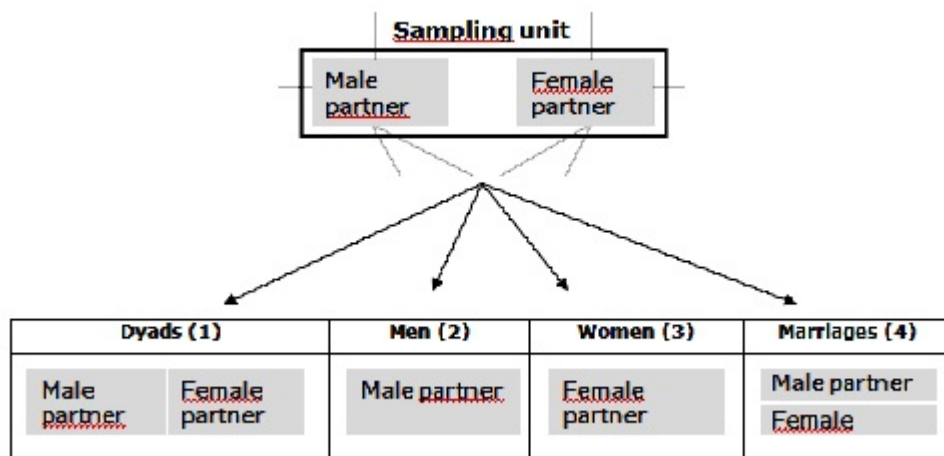 Sampling unit
Male Female
partner partner
Dyads (1) Men (2) Women (3) Marriages (4)
Male Female Male partner Female Male partner
partner partner partner Female